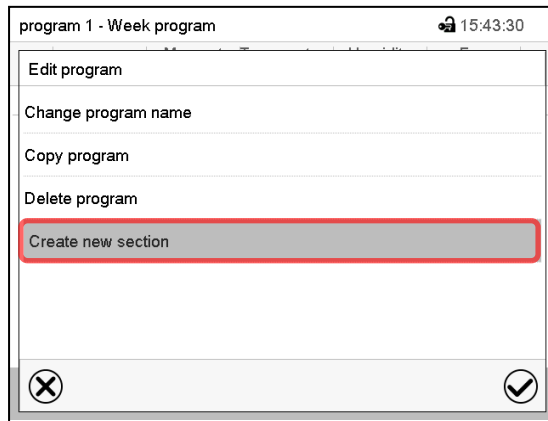 program 1 - Week program 15:43:30
Edit program
Change program name
Copy program
Delete program
Create new section